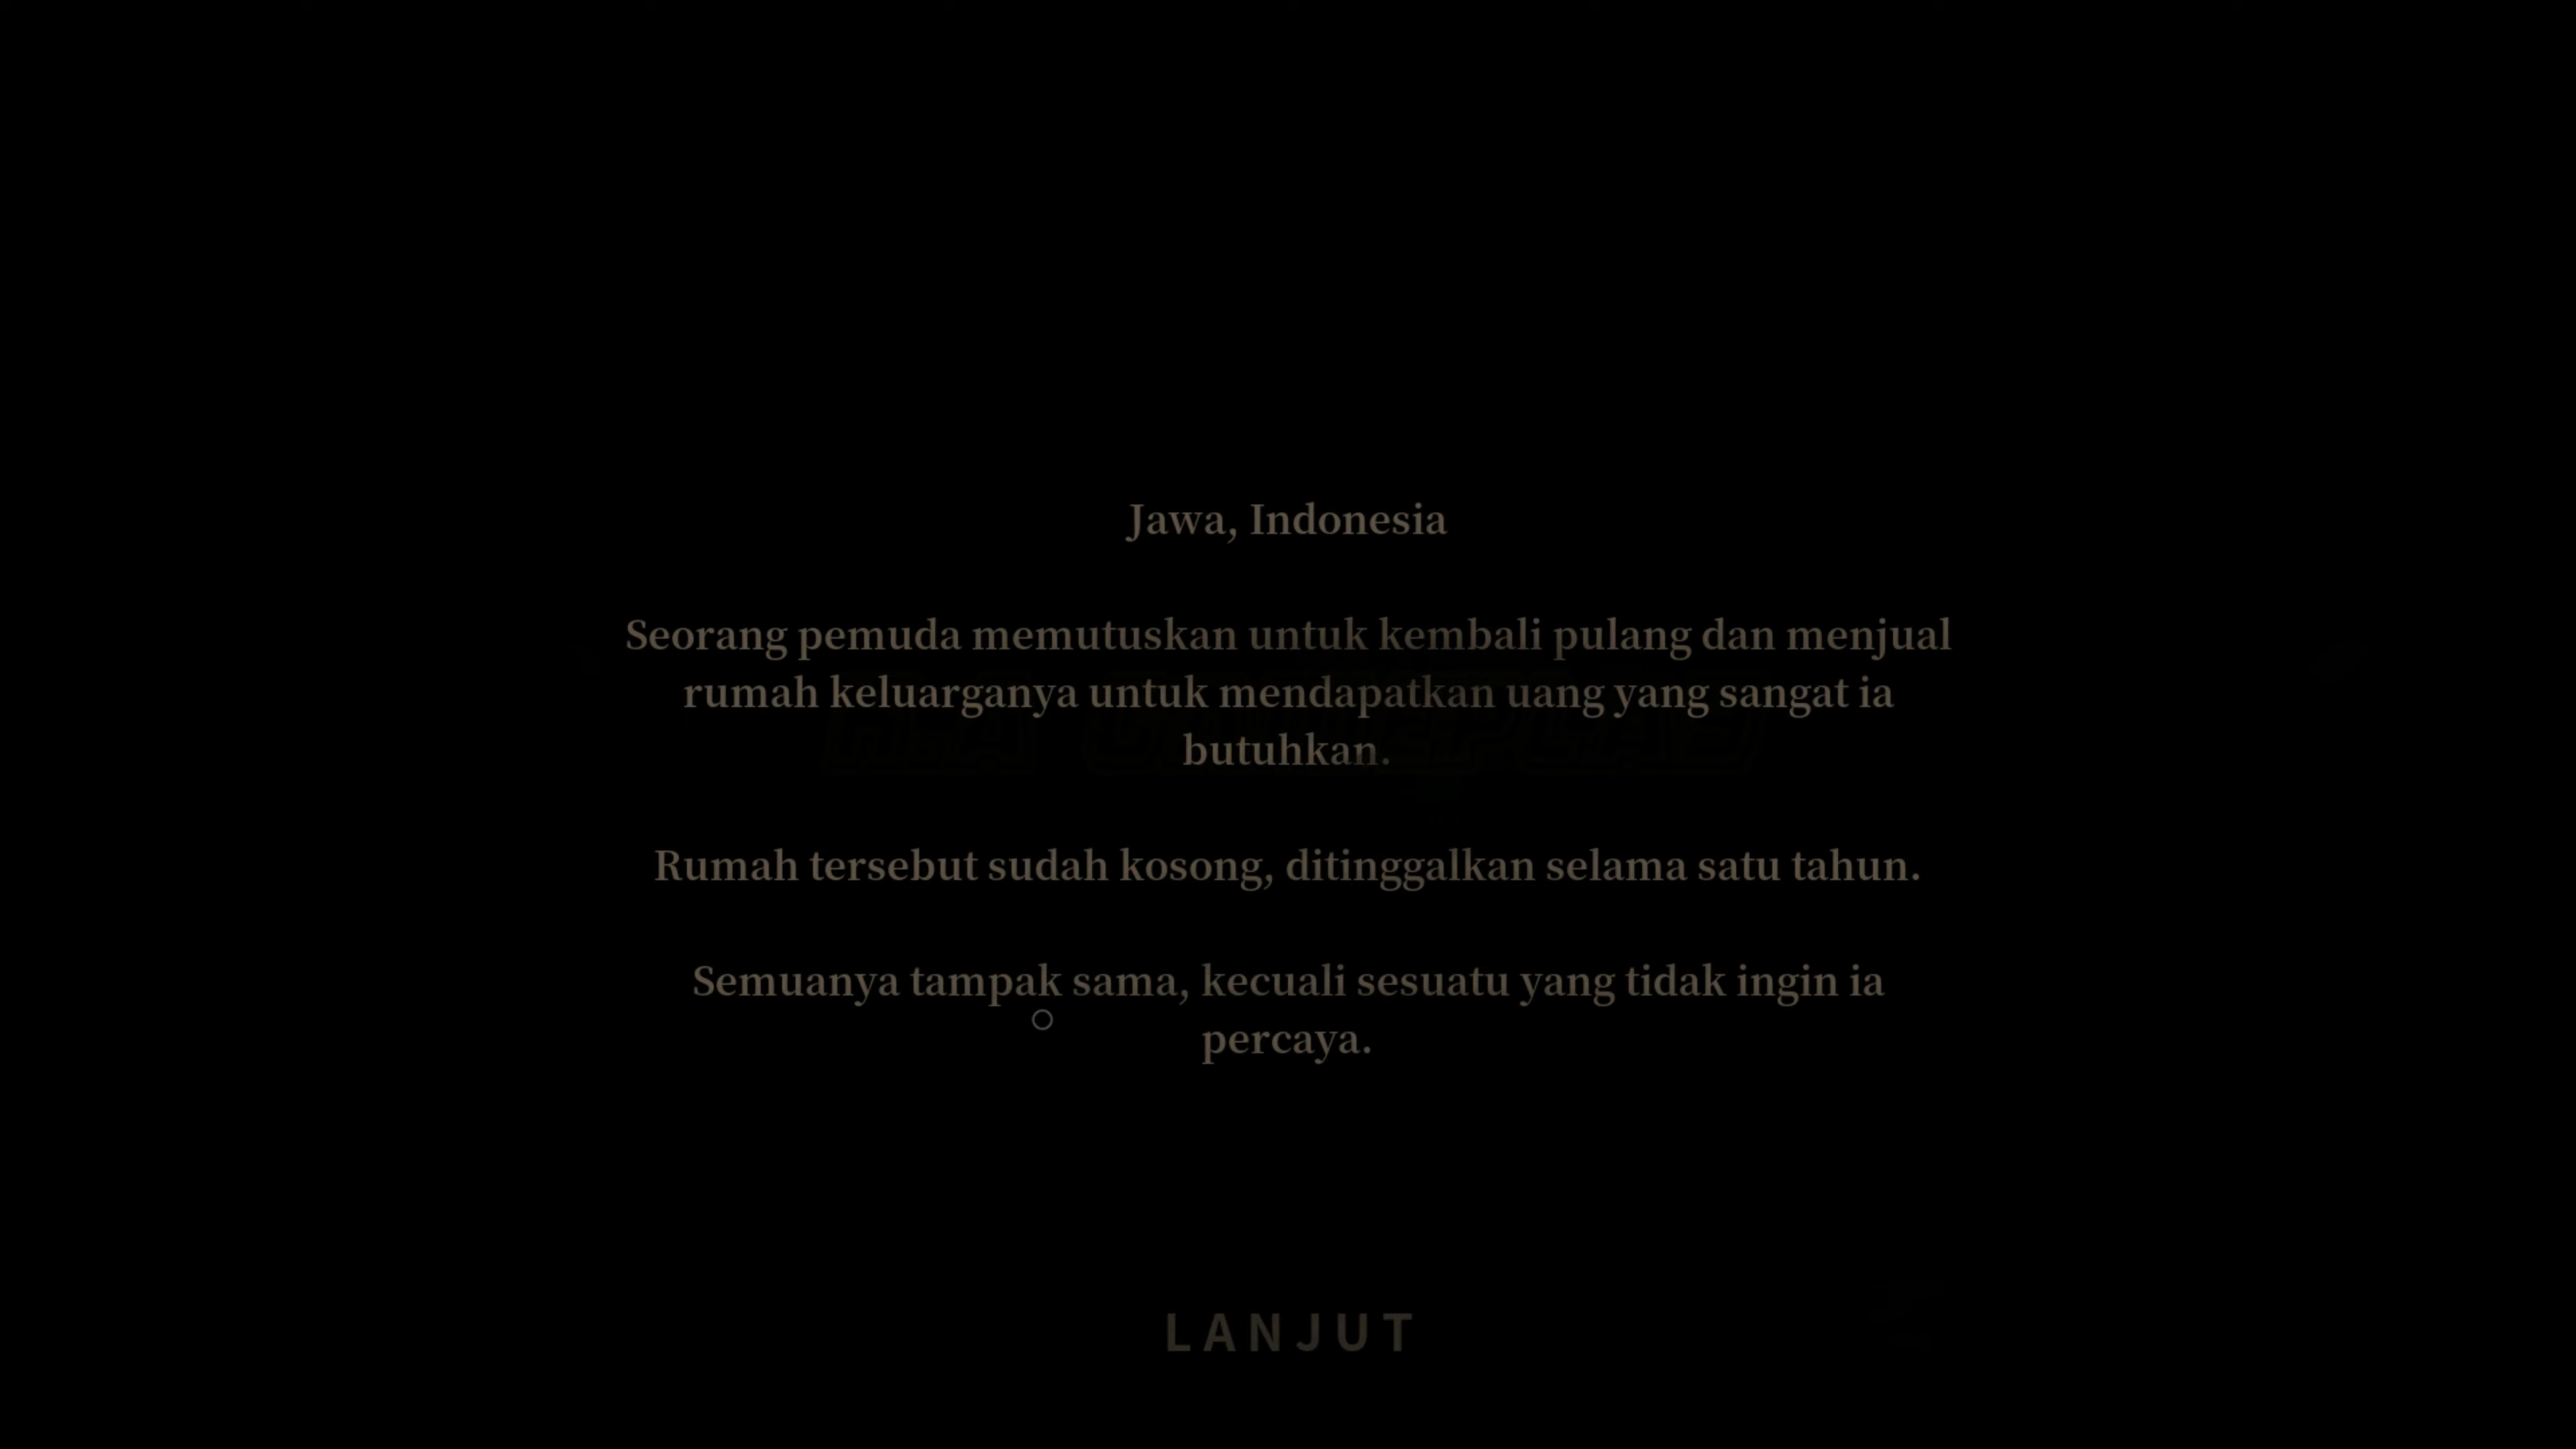 Jawa, Indonesia
Seorang pemuda memutuskan untuk kembali pulang dan menjual
rumah keluarganya untuk mendapatkan uang yang sangat ia
butuhkan.
Rumah tersebut sudah kosong, ditinggalkan selama satu tahun.
Semuanya tampak sama, kecuali sesuatu yang tidak ingin ia
percaya.
LANJUT